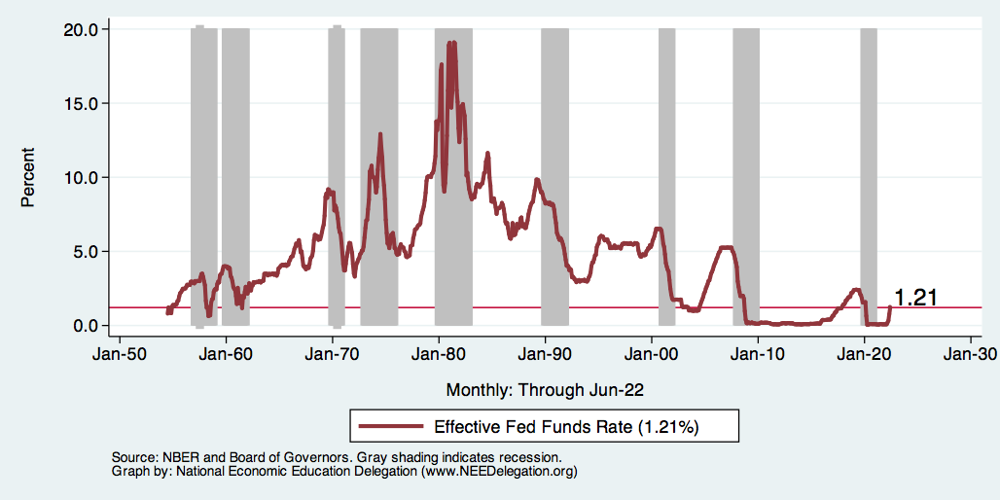 20.0
15.0
10.0
5.0
0.0
Percent
1.21
Jan-50 Jan-60 Jan-70 Jan-80 Jan-90 Jan-00 Jan-10 Jan-20 Jan-30
Monthly: Through Jun-22
Effective Fed Funds Rate (1.21%)
Source: NBER and Board of Governors. Gray shading indicates recession.
Graph by: National Economic Education Delegation (www.NEEDelegation.org)